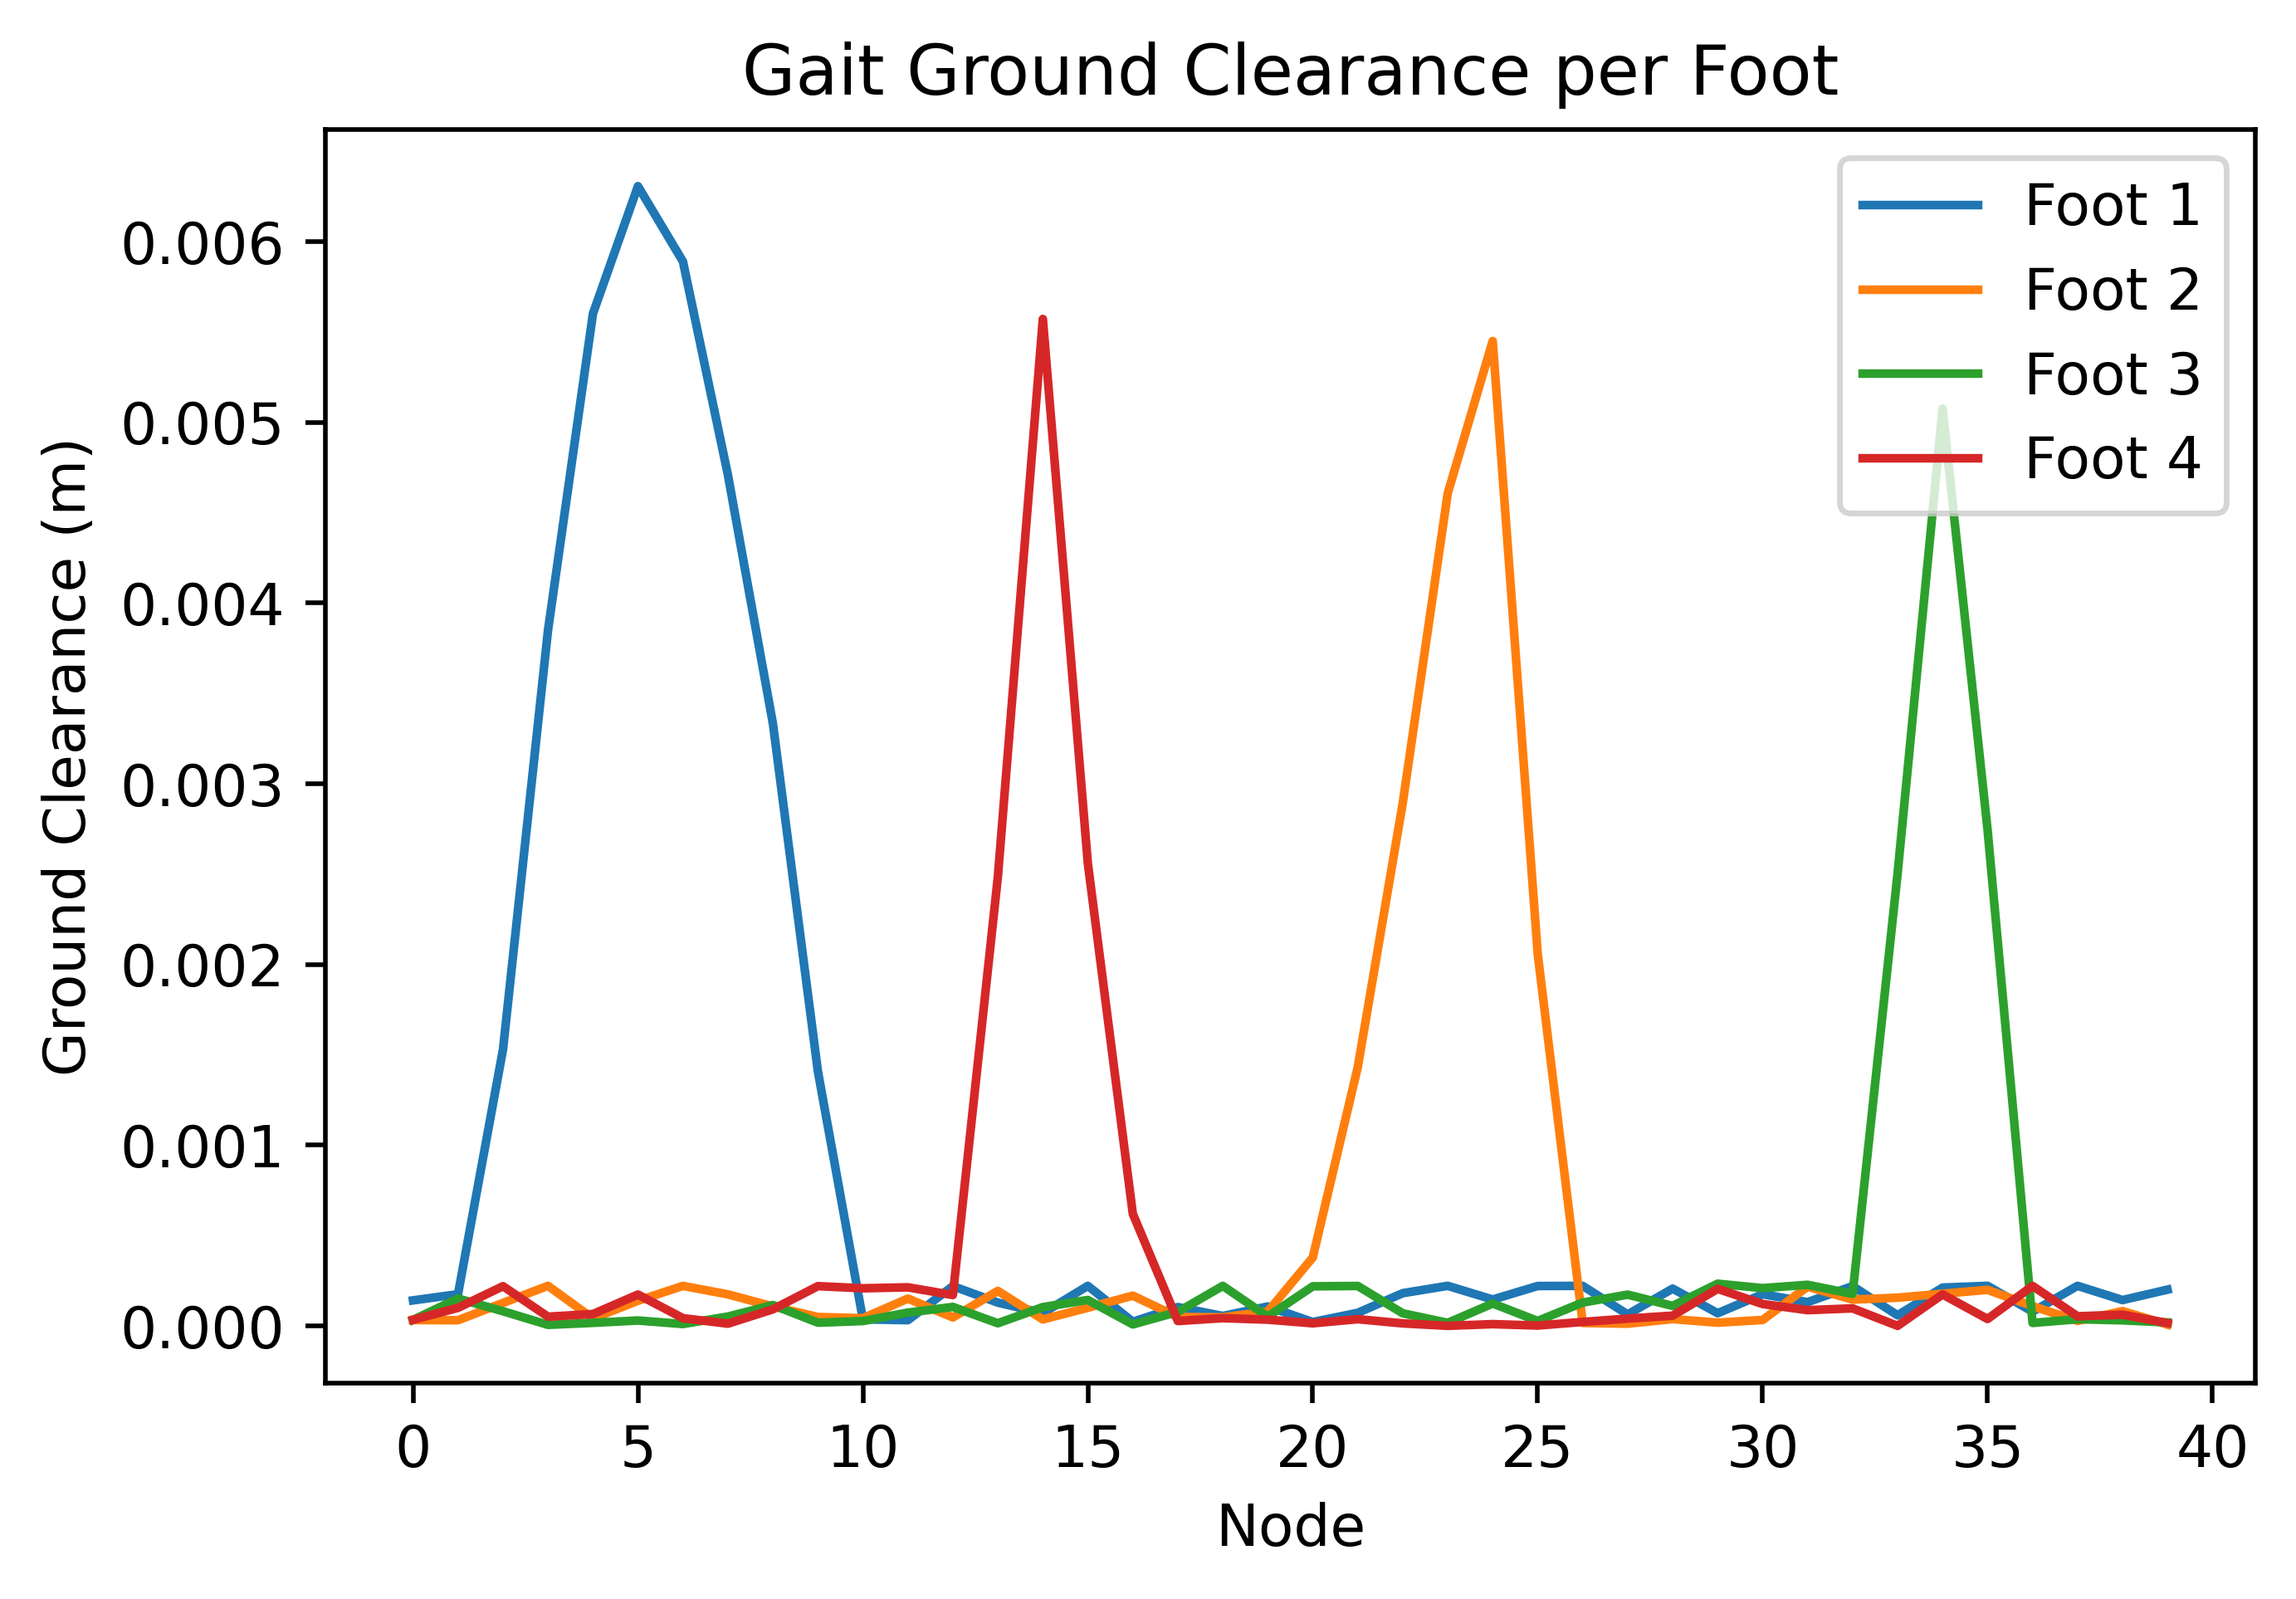 Gait Ground Clearance per Foot
Ground Clearance (m)
0.006
0.005
0.004
0.003
0.002
0.001
0.000
Foot 1
Foot 2
Foot 3
Foot 4
0 5 10 15 20 25 30 35 40
Node